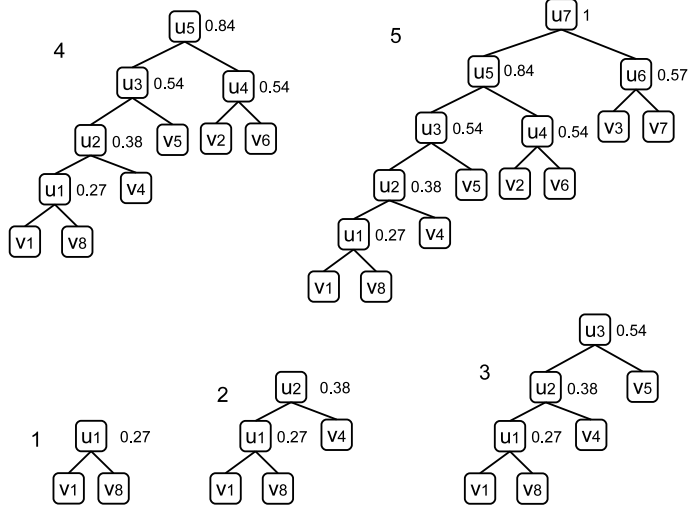 4
u5 0.84
u3 0.54 u4 0.54
u2 0.38 v5 v2 v6
u1 0.27 v4
v1 v8
5
u7 1
u5 0.84 u6 0.57
u3 0.54 u4 0.54 v3 v7
u2 0.38 v5 v2 v6
u1 0.27 v4
v1 v8
1
u1 0.27
v1 v8
2
u2 0.38
u1 0.27 v4
v1 v8
3
u3 0.54
u2 0.38 v5
u1 0.27 v4
v1 v8